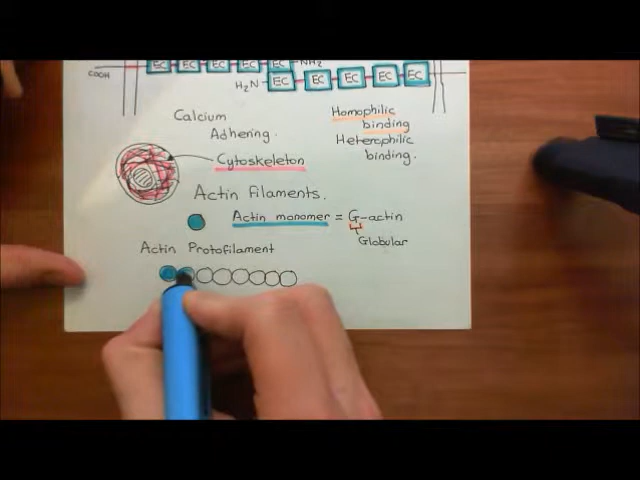 COOH EC EC EC EC EC NH2
H2N EC EC EC EC EC
Calcium
Adhering.
Homophilic
binding
Heterophilic
binding.
Cytoskeleton
Actin filaments.
Actin monomer = G-actin
Globular
Actin Protofilament